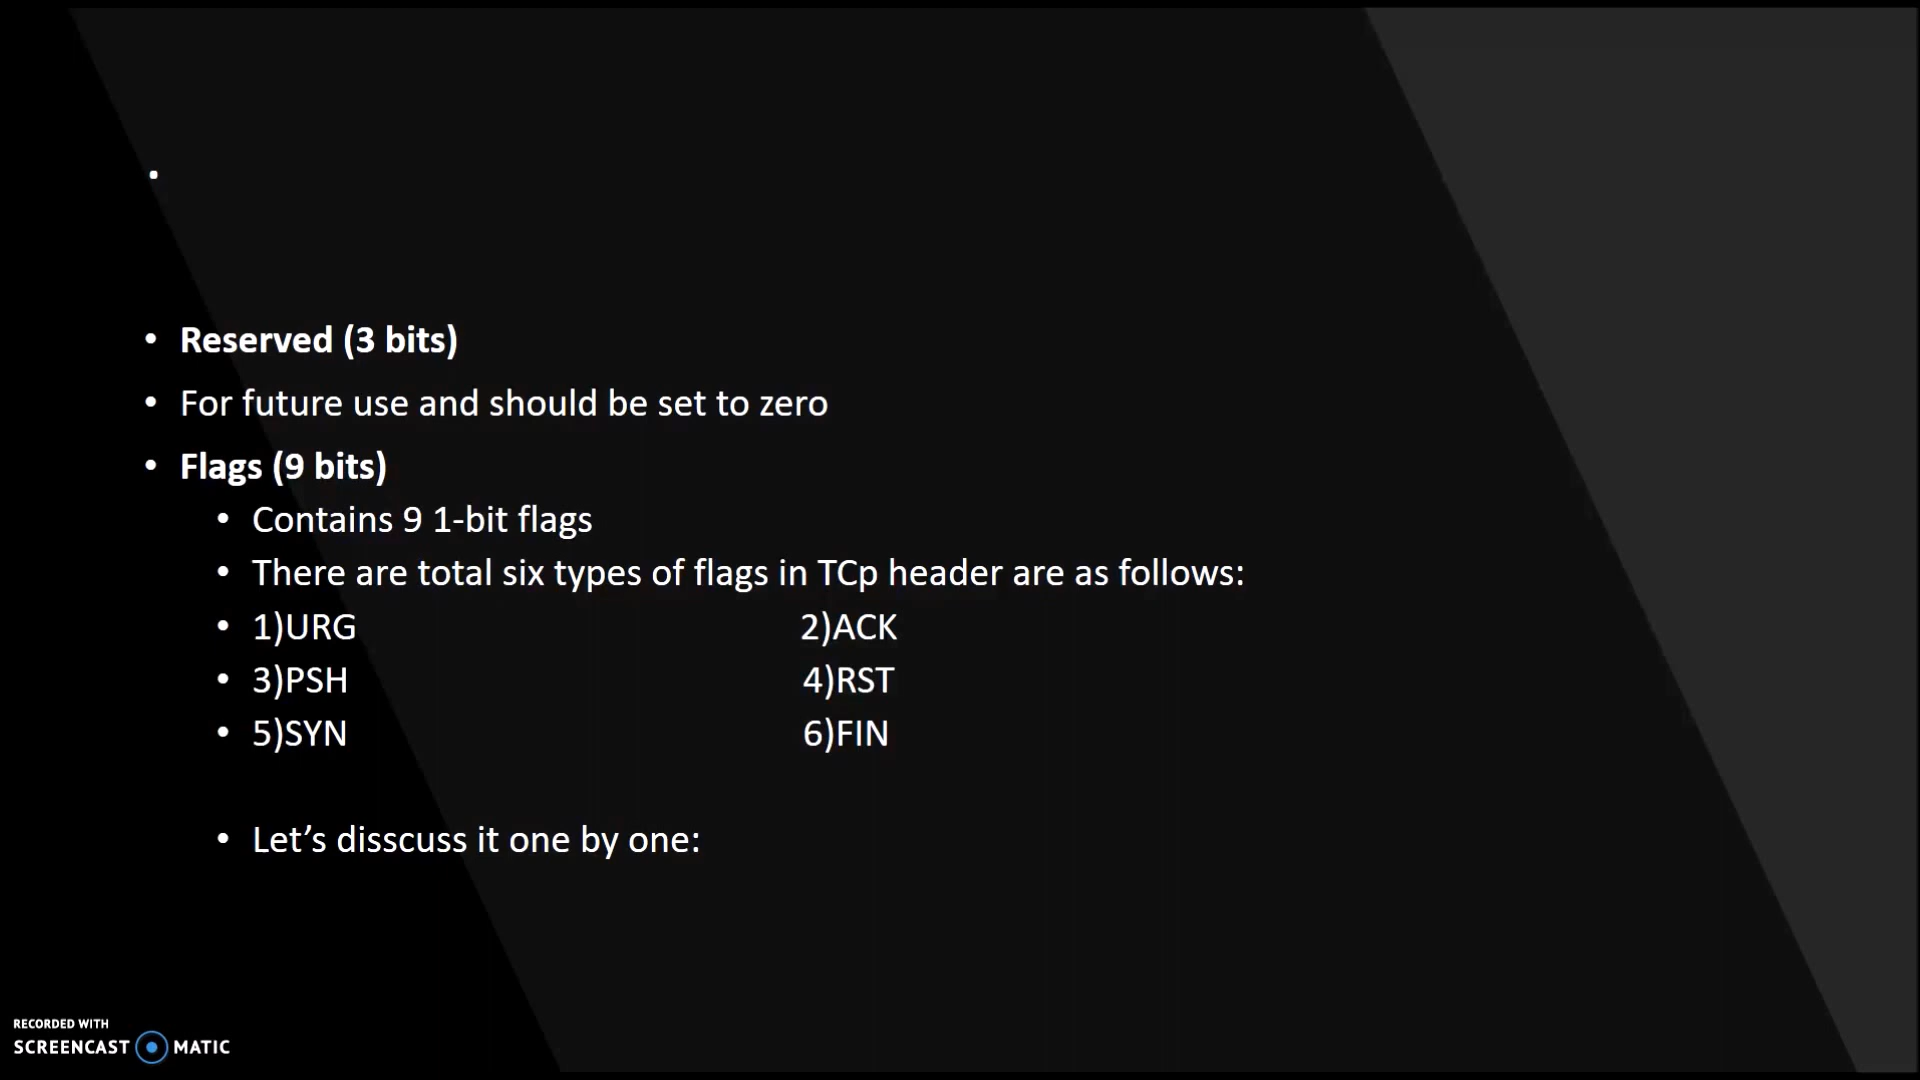 .
• Reserved (3 bits)
• For future use and should be set to zero
• Flags (9 bits)
• Contains 9 1-bit flags
• There are total six types of flags in TCp header are as follows:
• 1)URG 2)ACK
• 3)PSH 4)RST
• 5)SYN 6)FIN
• Let’s disscuss it one by one:
RECORDED WITH
SCREENCAST MATIC